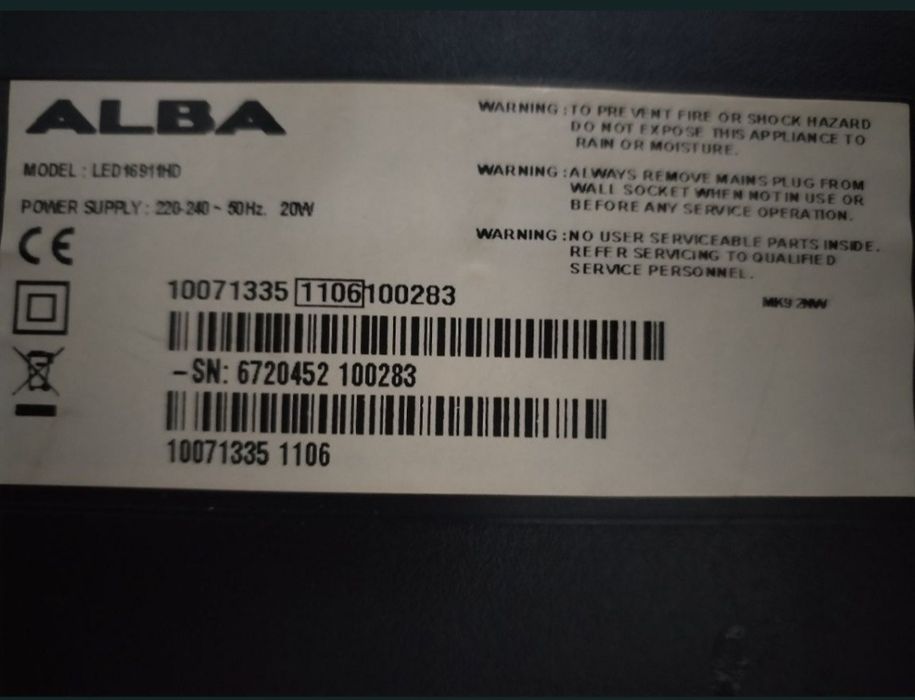 ALBA
MODEL : LED16911HD
POWER SUPPLY : 220-240 ~ 50Hz. 20W
CE
WARNING : TO PREVENT FIRE OR SHOCK HAZARD
DO NOT EXPOSE THIS APPLIANCE TO
RAIN OR MOISTURE.
WARNING : ALWAYS REMOVE MAINS PLUG FROM
WALL SOCKET WHEN NOT IN USE OR
BEFORE ANY SERVICE OPERATION.
WARNING : NO USER SERVICEABLE PARTS INSIDE.
REFER SERVICING TO QUALIFIED
SERVICE PERSONNEL.
10071335 1106 100283
-SN: 6720452 100283
10071335 1106